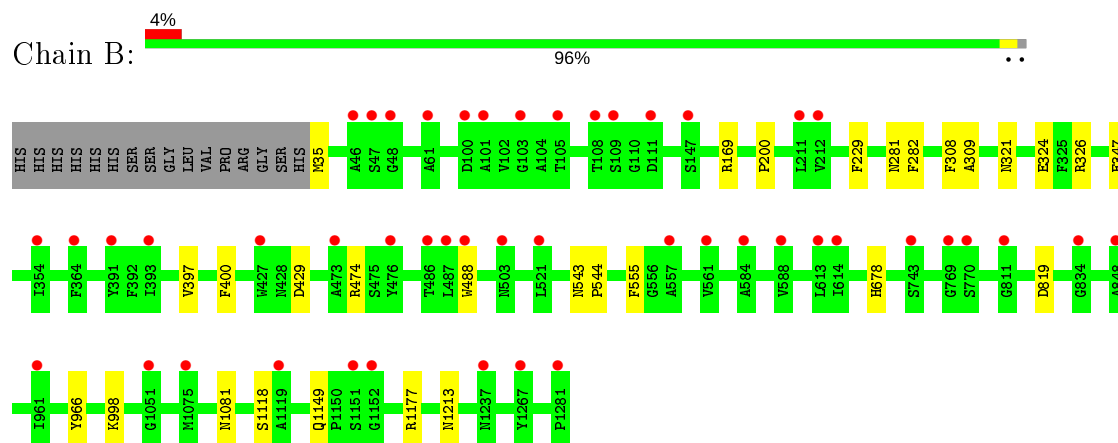 4%
Chain B:
96%
HIS HIS HIS HIS HIS HIS SER SER GLY LEU VAL PRO ARG GLY SER HIS M35 A46 S47 G48 A61 D100 A101 V102 G103 A104 T105 T108 S109 G110 D111 S147 R169 P200 L211 V212 F229 N281 F282 F308 A309 N321 E324 F325 R326
I354 F364 Y391 F392 I393 V397 F400 W427 N428 D429 A473 R474 S475 Y476 T486 L487 W488 N503 L521 N543 P544 F555 G556 A557 V561 A584 V588 L613 I614 H678 S743 G769 S770 G811 D819 G834 A848
I961 Y966 K998 G1051 M1075 N1081 S1118 A1119 Q1149 P1150 S1151 G1152 R1177 N1213 N1237 Y1267 P1281